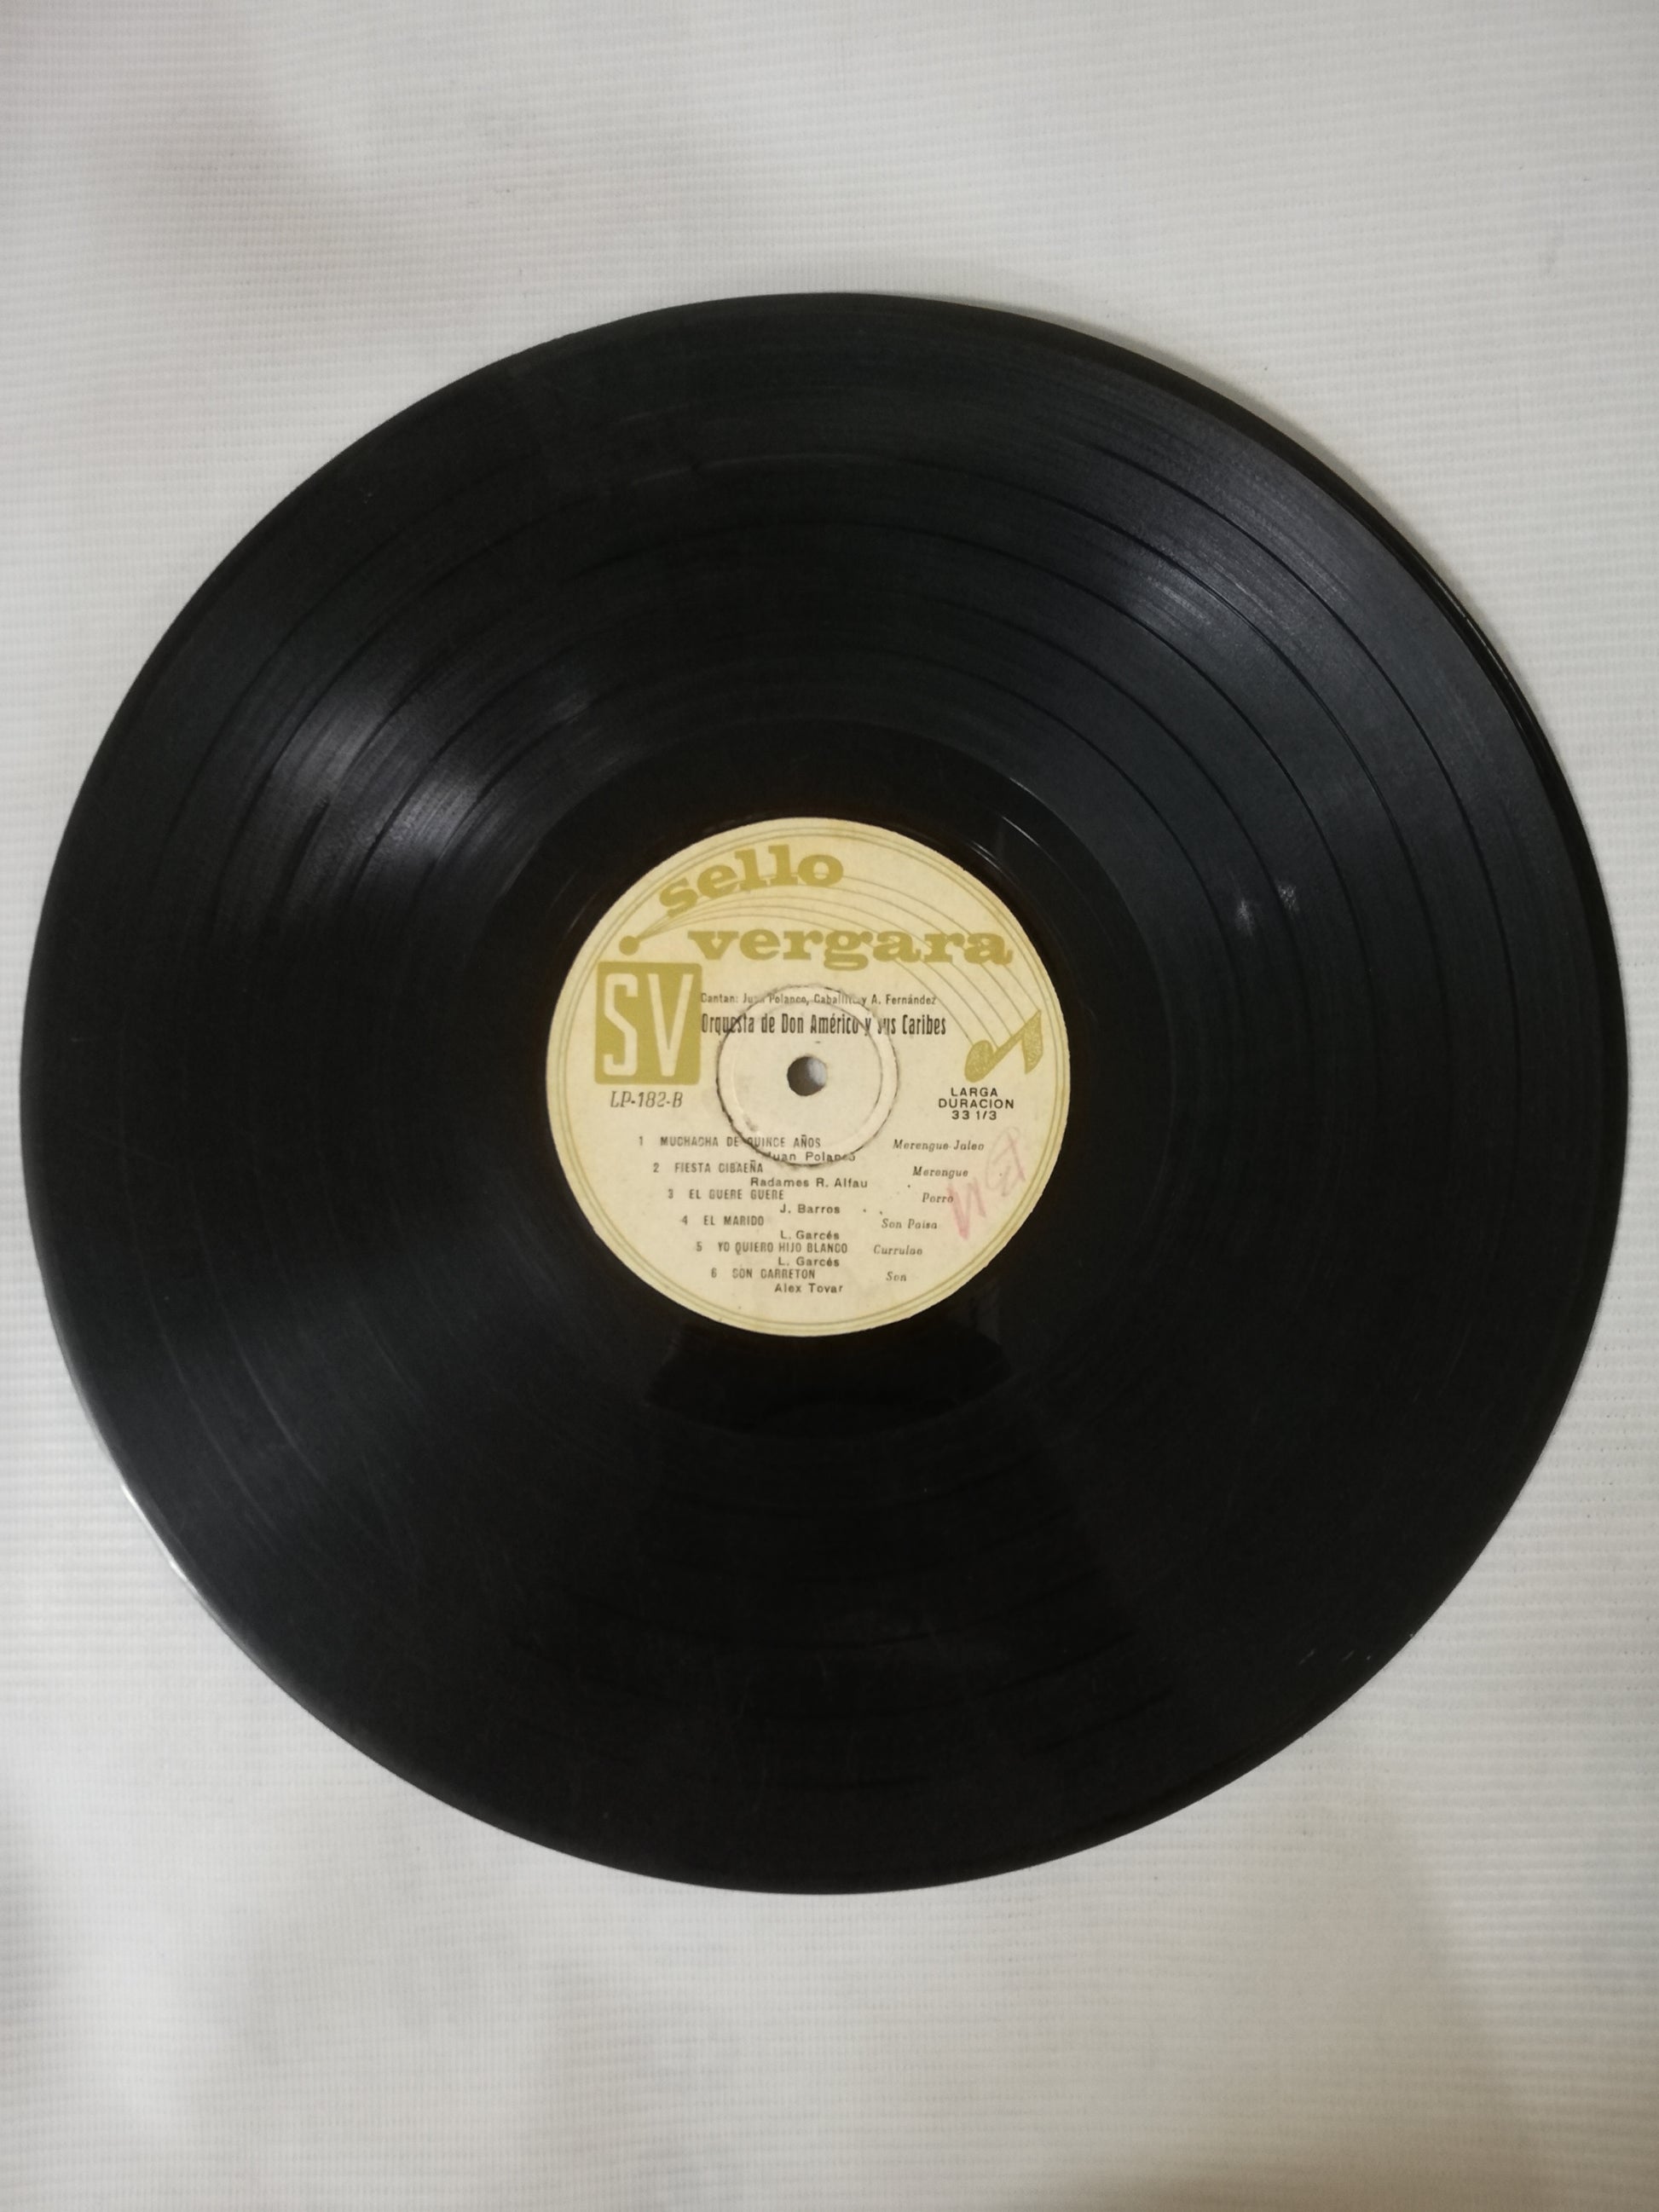 sello
vergara
SV
Cantan: Juan Polanco, y A. Fernández
Orquesta de Don Américo y sus Caribes
LP-182-B
LARGA
DURACION
33 1/3
1 MUCHACHA DE QUINCE AÑOS Merengue Jaleo
Juan Polanco
2 FIESTA CIBAEÑA Merengue
Radames R. Alfau
3 EL GUERE GUERE Porro
J. Barros
4 EL MARIDO Son Paisa
L. Garcés
5 YO QUIERO HIJO BLANCO Currulao
L. Garcés
6 SON CARRETON Son
Alex Tovar